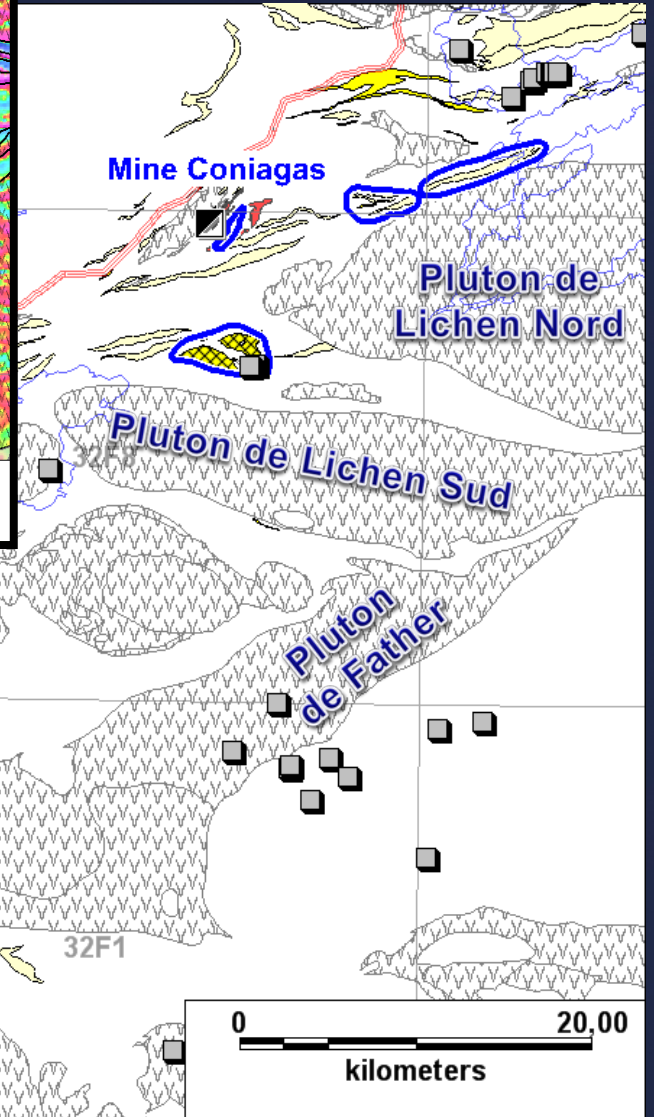 Mine Coniagas
Pluton de
Lichen Nord
Pluton de Lichen Sud
32F8
Pluton
de Father
32F1
0 20,00
kilometers